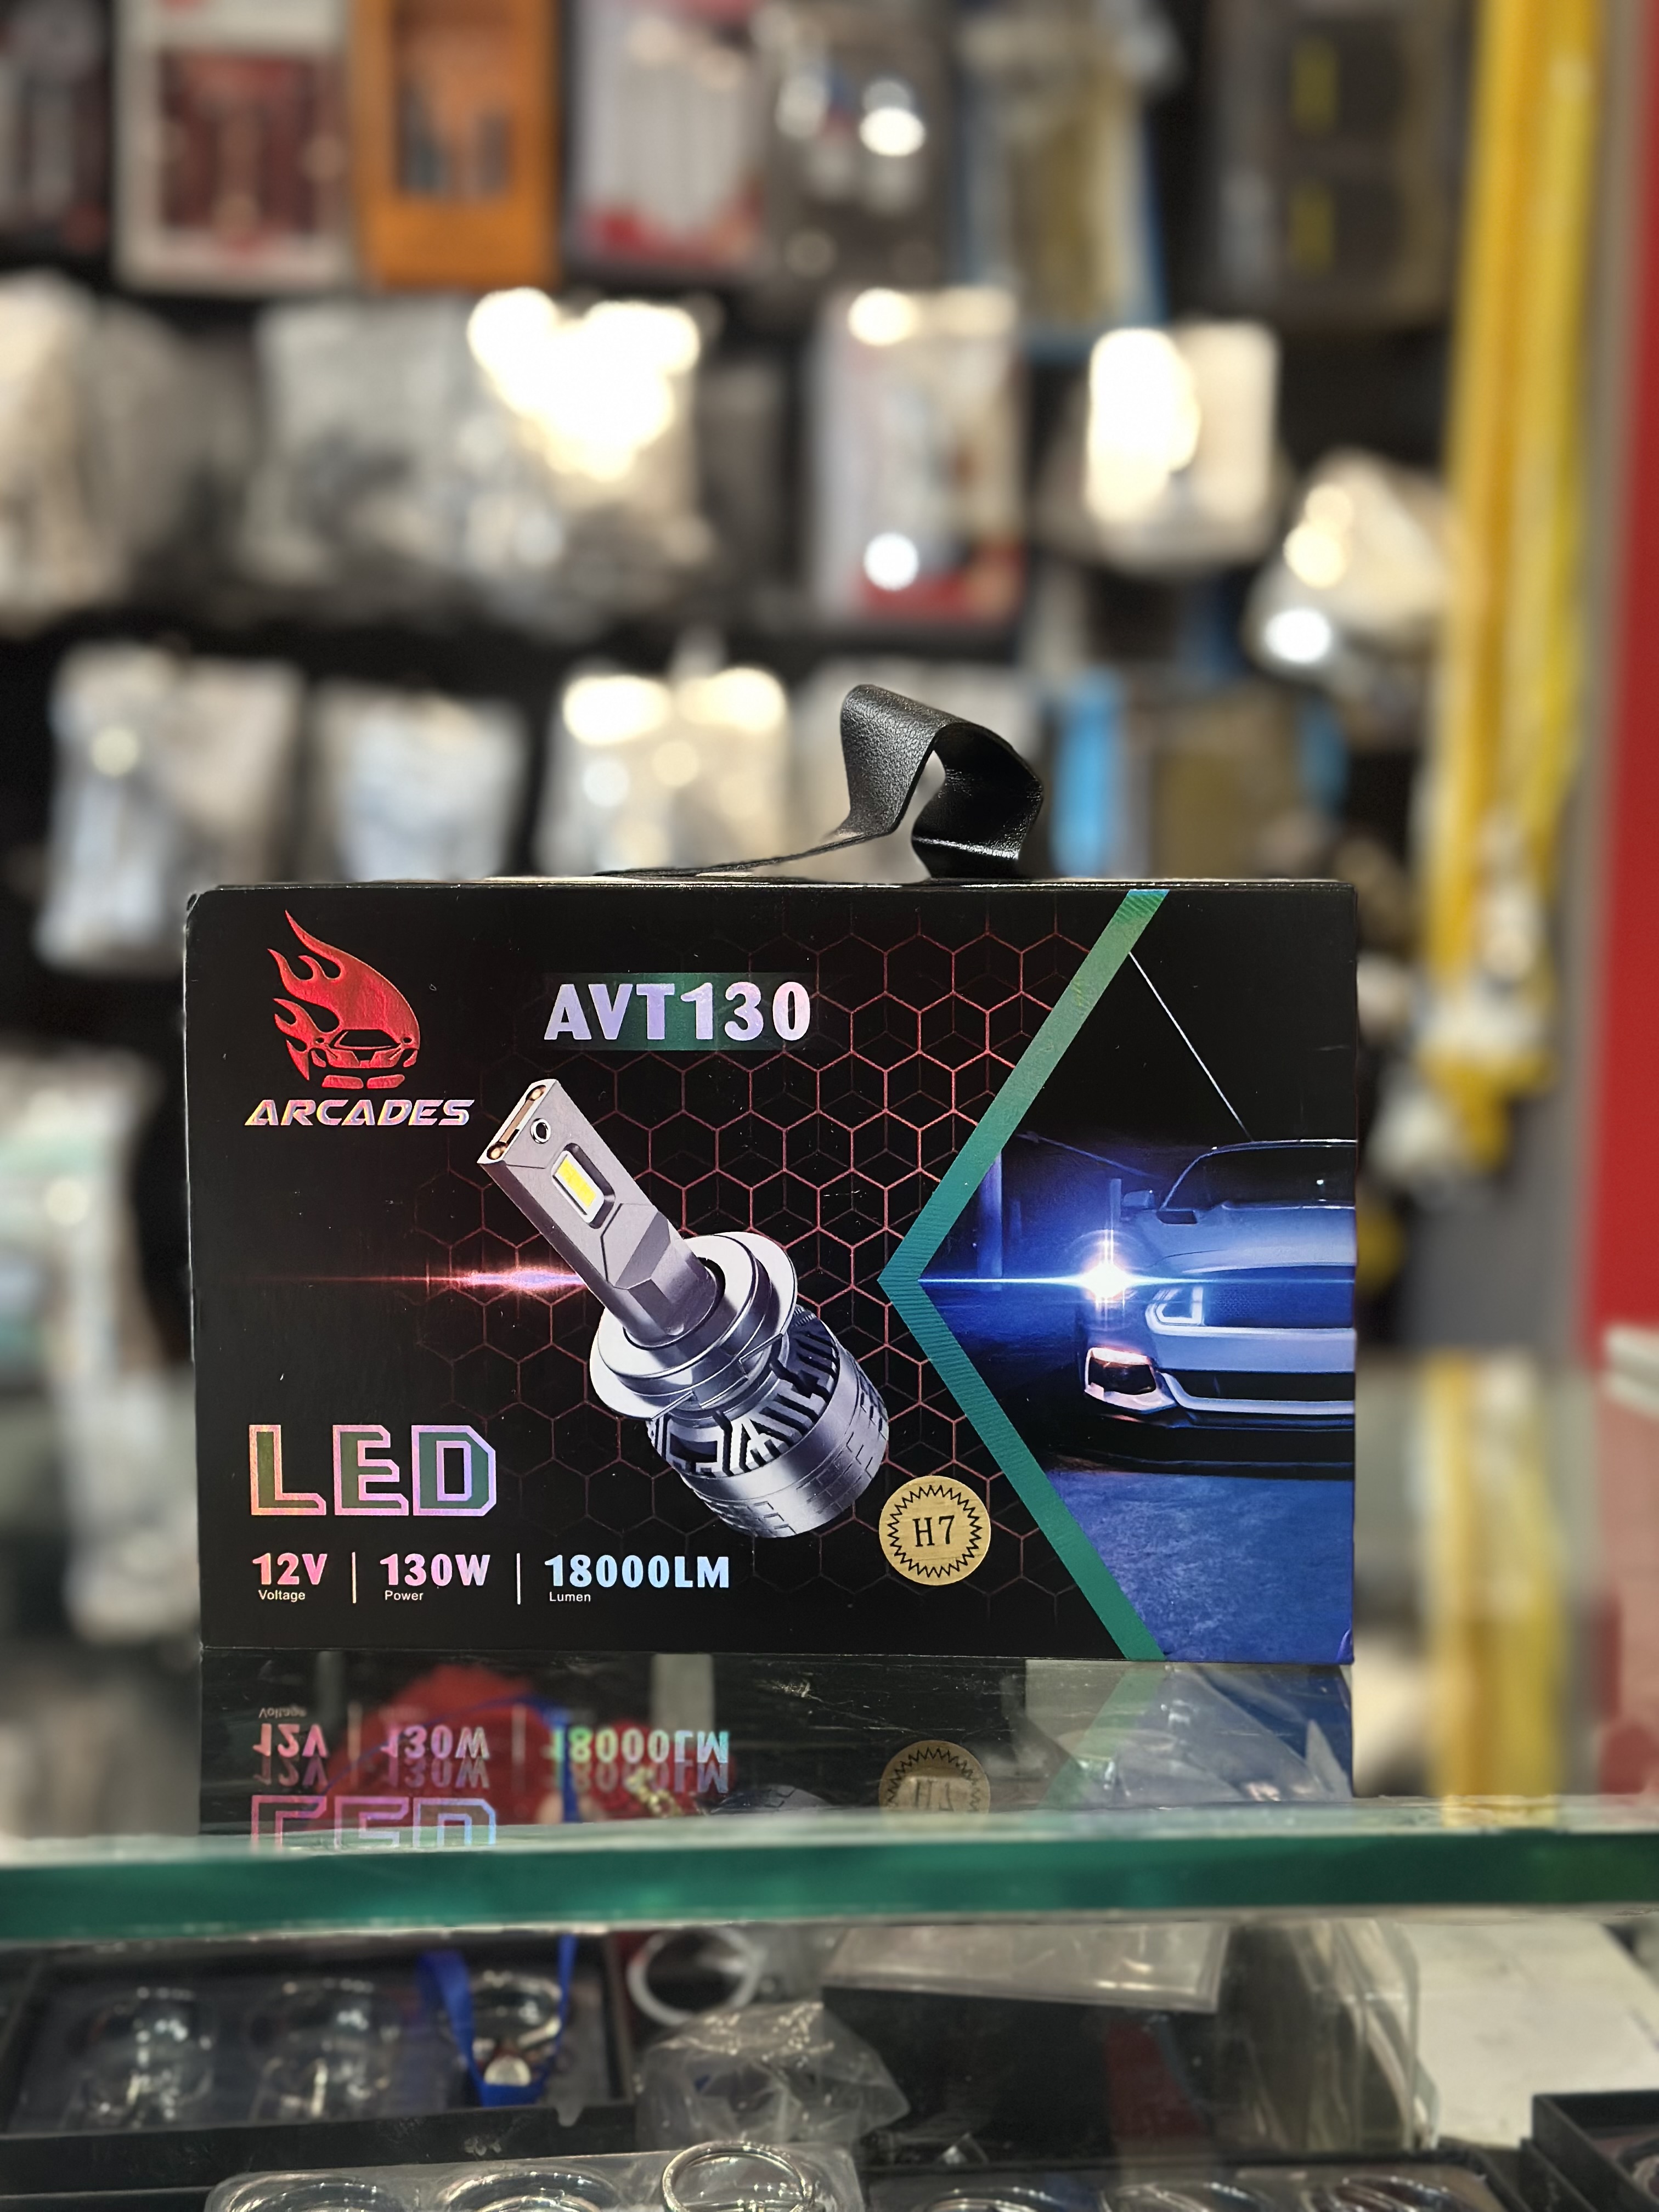 AVT130
ARCADES
LED
H7
12V | 130W | 18000LM
Voltage Power Lumen